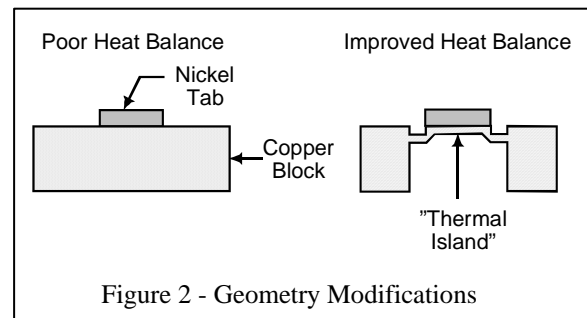 Poor Heat Balance
Nickel
Tab
Copper
Block
Improved Heat Balance
”Thermal
Island”
Figure 2 - Geometry Modifications